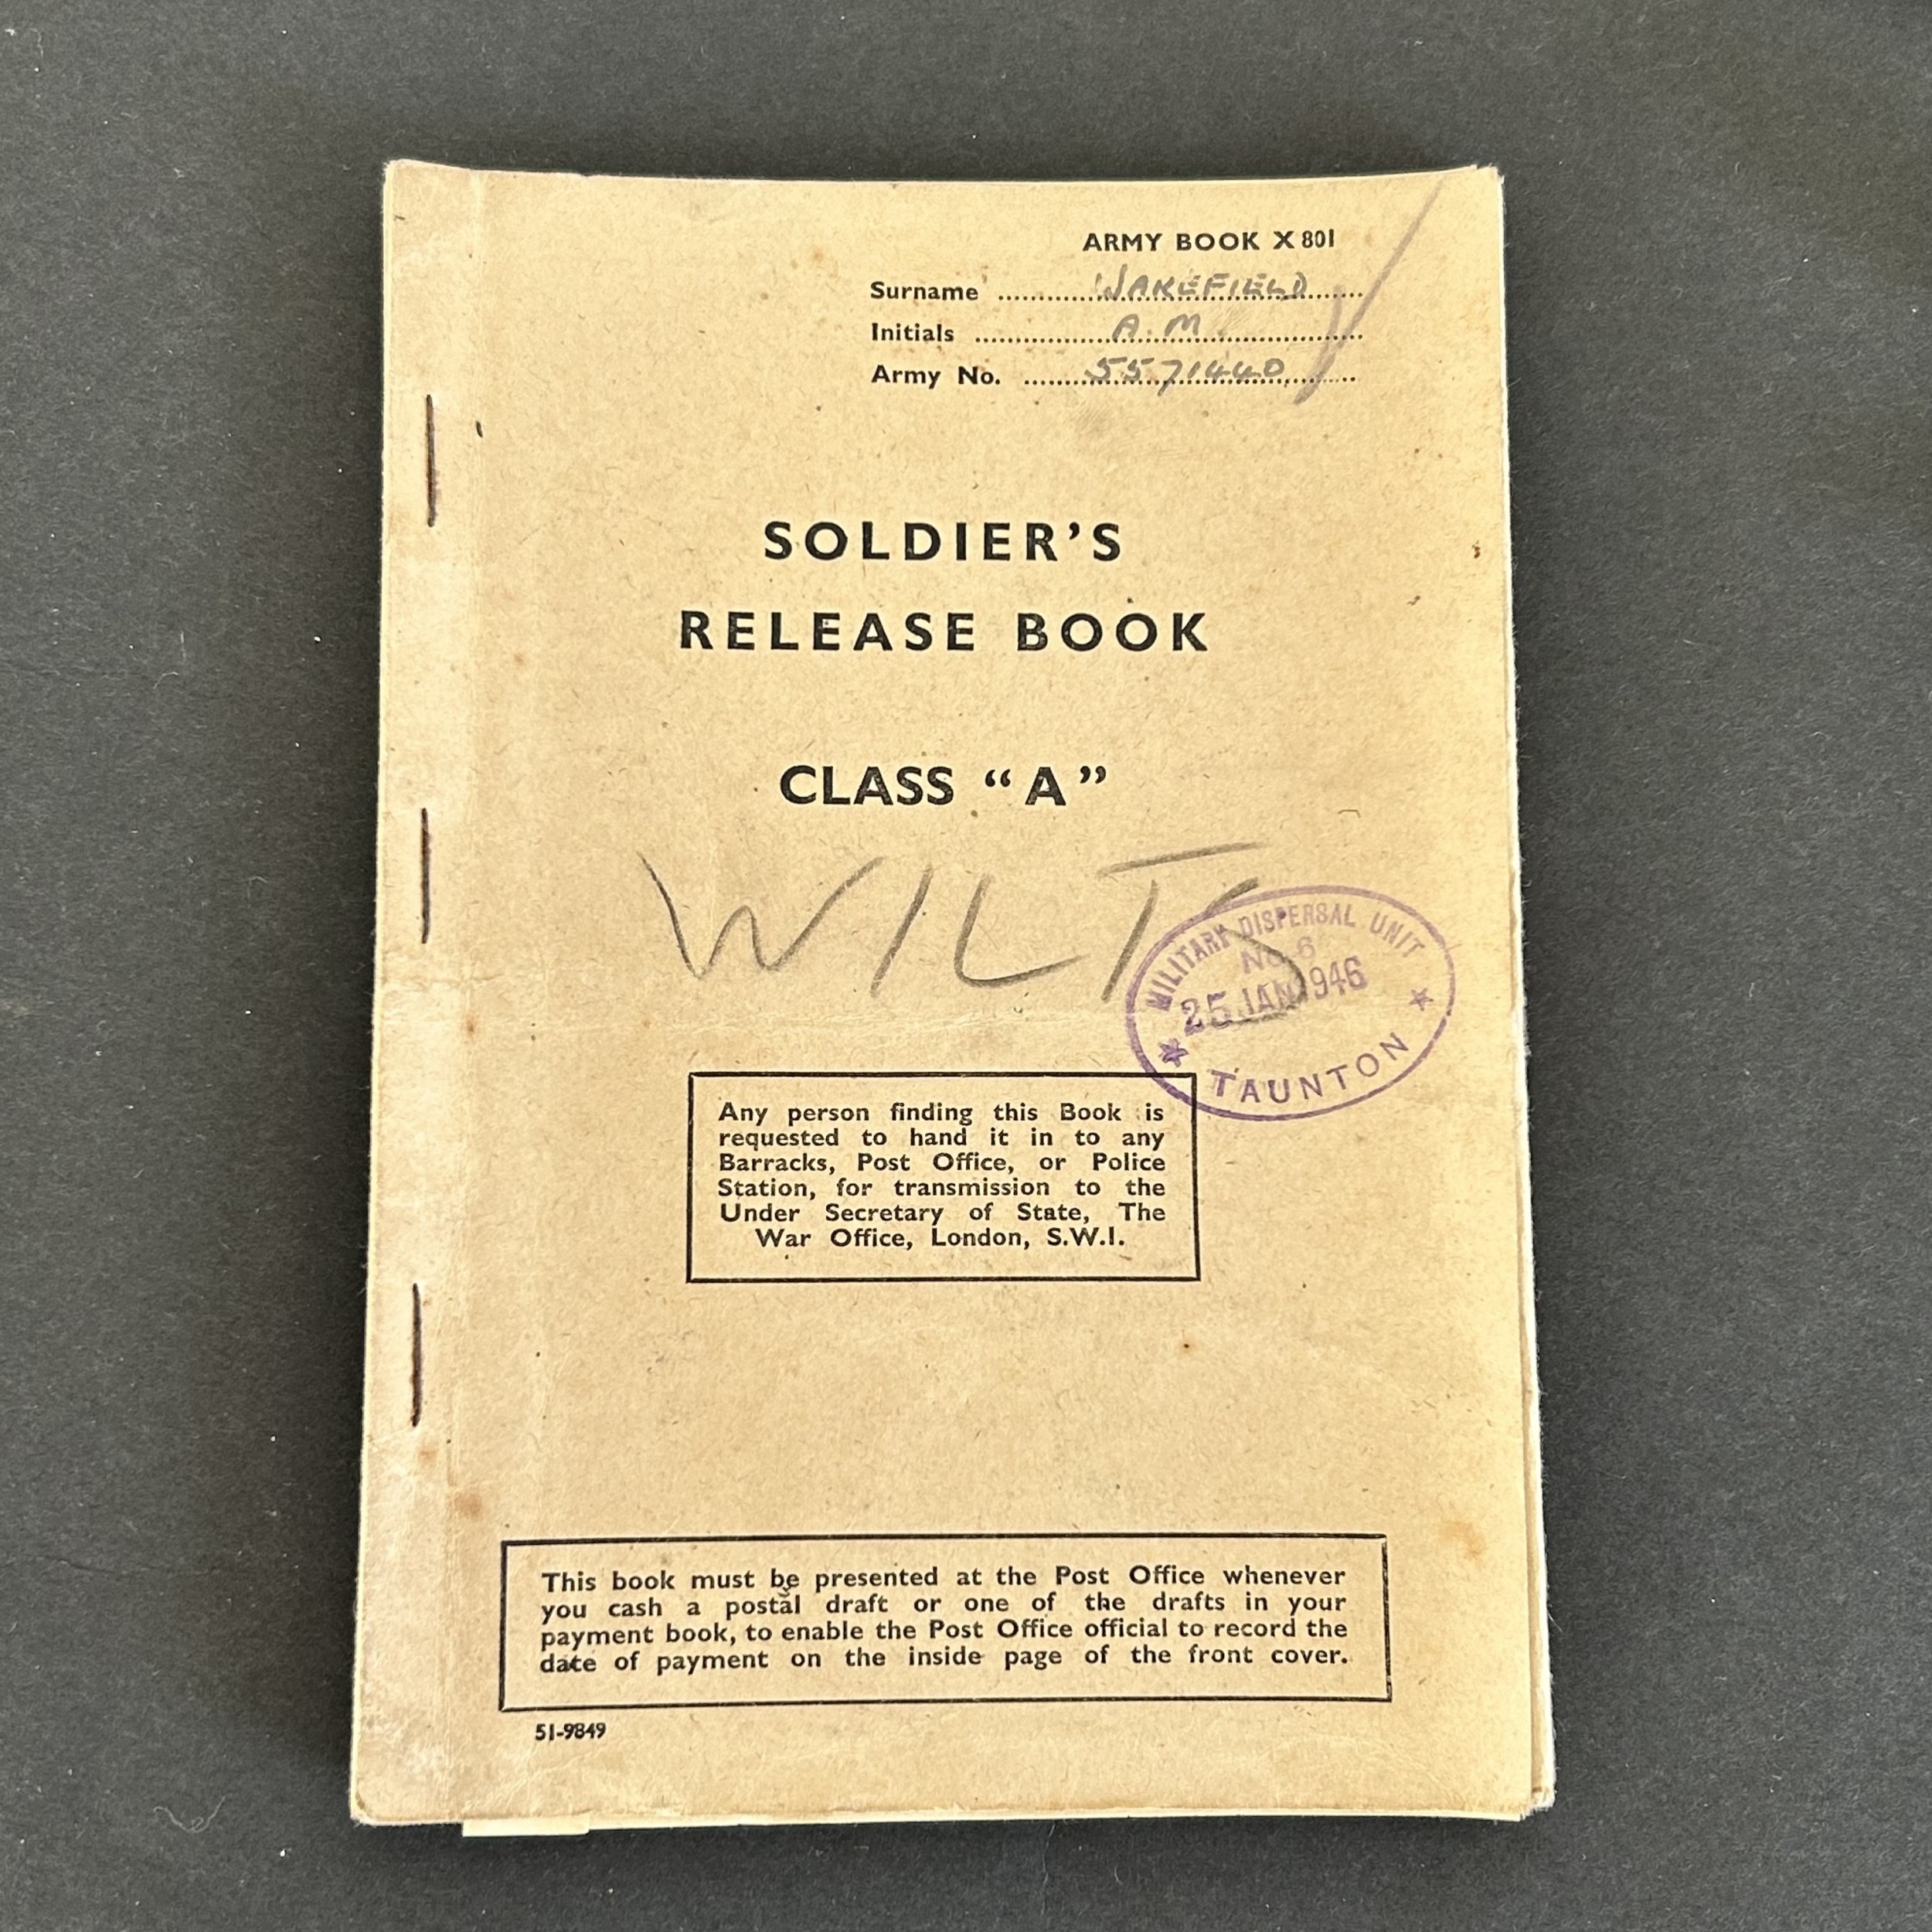 ARMY BOOK X 801
Surname ........ WAKEFIELD ........
Initials ........ A. M. ........
Army No. ........ 5571440 ........
SOLDIER’S
RELEASE BOOK
CLASS “A”
WILTS
MILITARY DISPERSAL UNIT
No 6
25 JAN 1946
TAUNTON
Any person finding this Book is
requested to hand it in to any
Barracks, Post Office, or Police
Station, for transmission to the
Under Secretary of State, The
War Office, London, S.W.1.
This book must be presented at the Post Office whenever
you cash a postal draft or one of the drafts in your
payment book, to enable the Post Office official to record the
date of payment on the inside page of the front cover.
51-9849